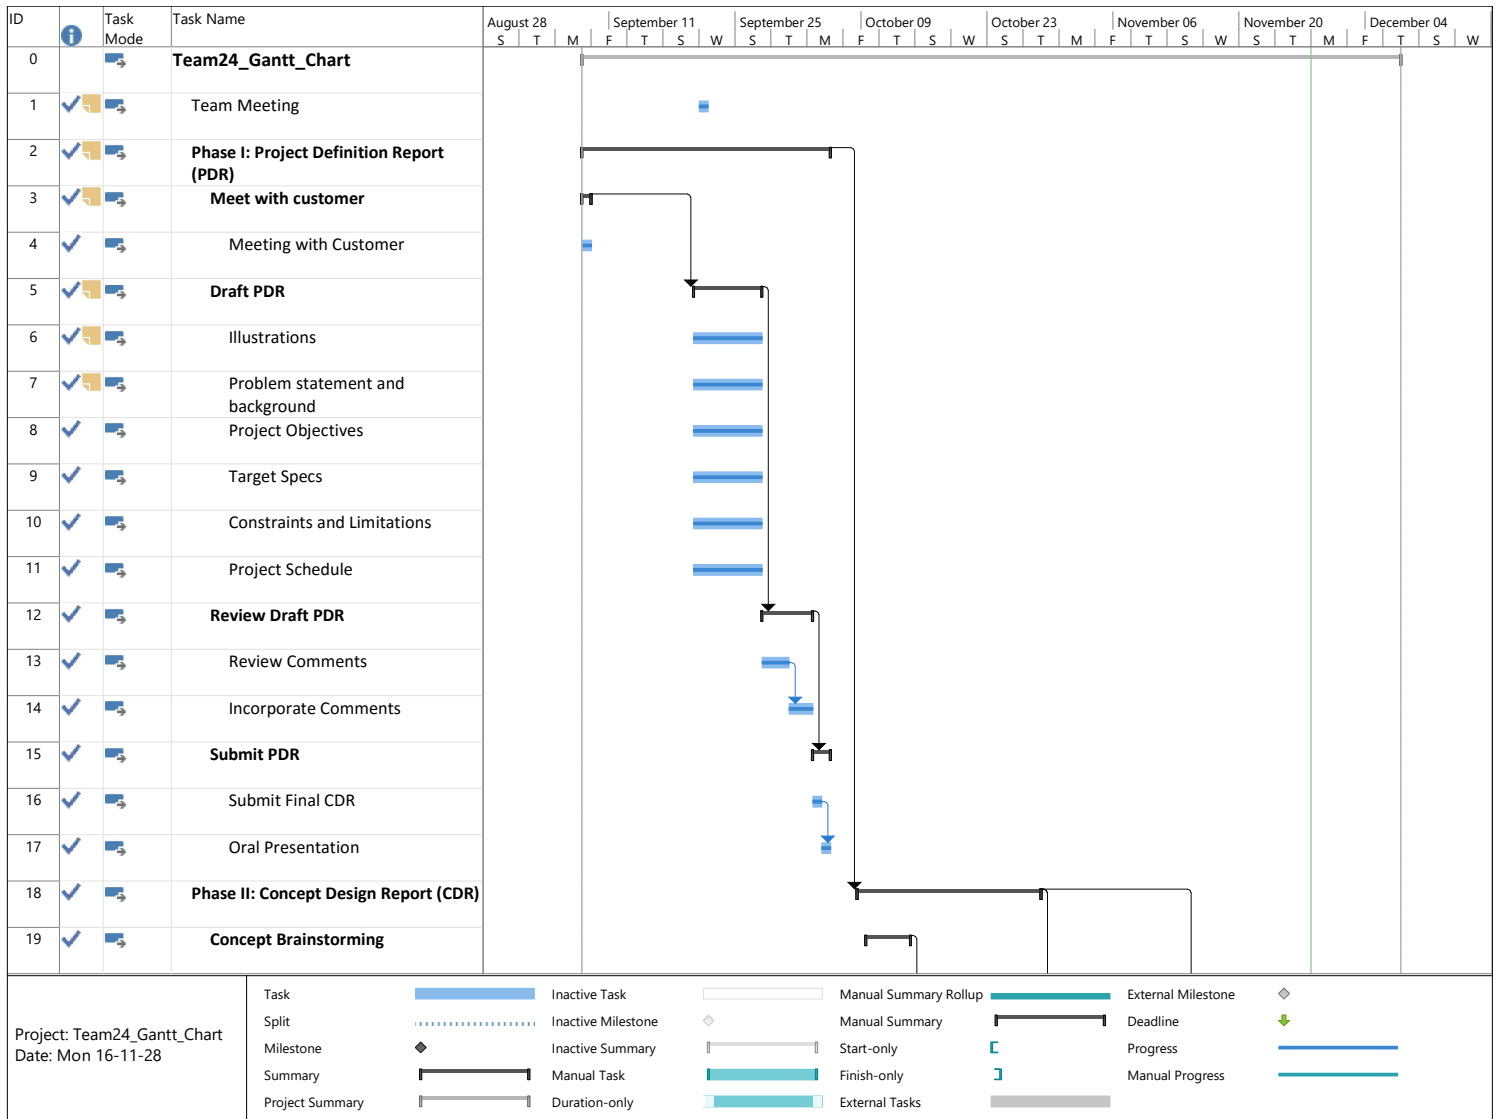 ID Task Mode Task Name August 28 September 11 September 25 October 09 October 23 November 06 November 20 December 04
S T M F T S W S T M F T S W S T M F T S W S T M F T S W
0 Team24_Gantt_Chart
1 Team Meeting
2 Phase I: Project Definition Report
(PDR)
3 Meet with customer
4 Meeting with Customer
5 Draft PDR
6 Illustrations
7 Problem statement and
background
8 Project Objectives
9 Target Specs
10 Constraints and Limitations
11 Project Schedule
12 Review Draft PDR
13 Review Comments
14 Incorporate Comments
15 Submit PDR
16 Submit Final CDR
17 Oral Presentation
18 Phase II: Concept Design Report (CDR)
19 Concept Brainstorming
Project: Team24_Gantt_Chart
Date: Mon 16-11-28
Task
Split
Milestone
Summary
Project Summary
Inactive Task
Inactive Milestone
Inactive Summary
Manual Task
Duration-only
Manual Summary Rollup
Manual Summary
Start-only
Finish-only
External Tasks
External Milestone
Deadline
Progress
Manual Progress